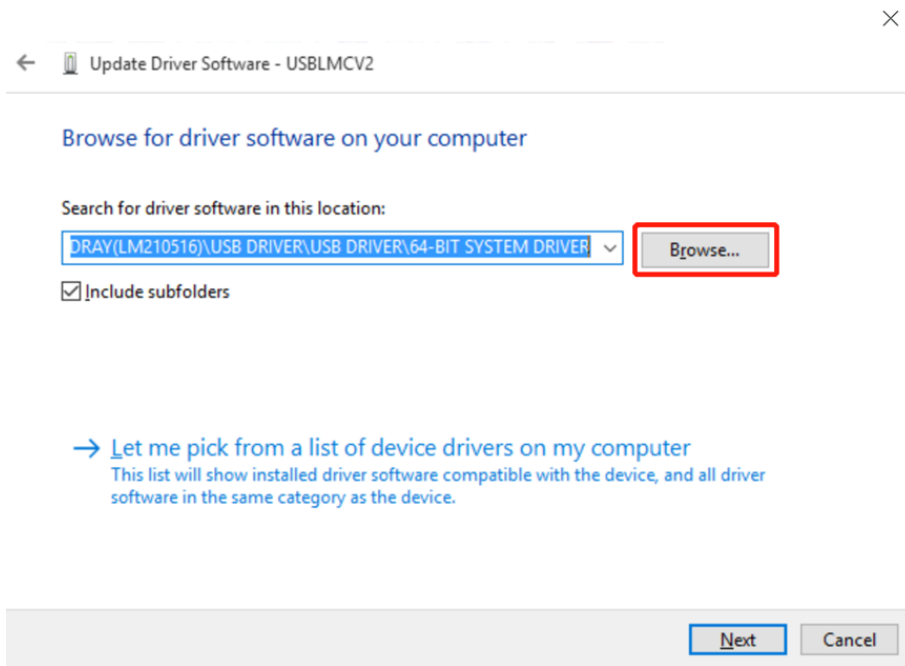 Update Driver Software - USBLMCV2
Browse for driver software on your computer
Search for driver software in this location:
DRAY(LM210516)\USB DRIVER\USB DRIVER\64-BIT SYSTEM DRIVER
Browse...
Include subfolders
Let me pick from a list of device drivers on my computer
This list will show installed driver software compatible with the device, and all driver
software in the same category as the device.
Next
Cancel